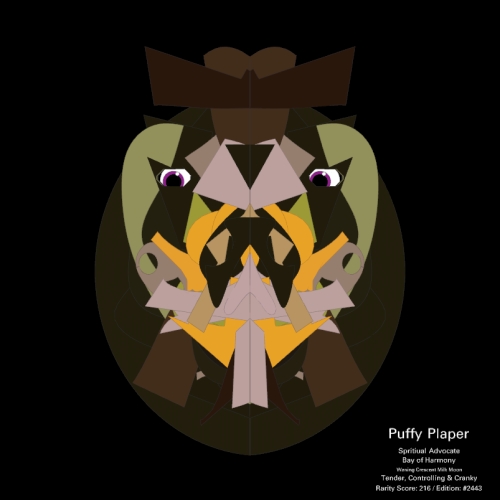 Puffy Plaper
Spritiual Advocate
Bay of Harmony
Waning Crescent Milk Moon
Tender, Controlling & Cranky
Rarity Score: 216 / Edition: #2443